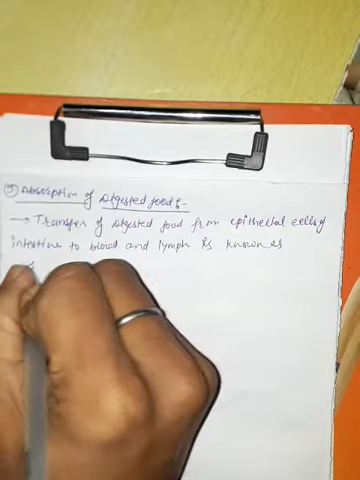 ⑤ Absorption of Digested food :-
→ Transfer of digested food from epithelial cells of
intestine to blood and lymph is known as